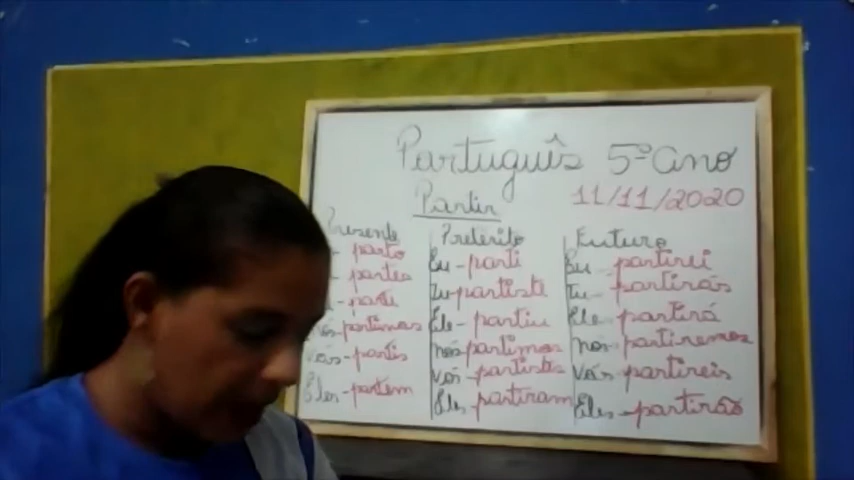 Português 5º ano
11/11/2020
Partir
Presente Pretérito Futuro
parto Eu - parti Eu - partirei
partes Tu - partiste Tu - partirás
parte Ele - partiu Ele - partirá
nós - partimos nós - partimos nós - partiremos
vós - partis vós - partistes vós - partireis
Eles - partem Eles - partiram Eles - partirão